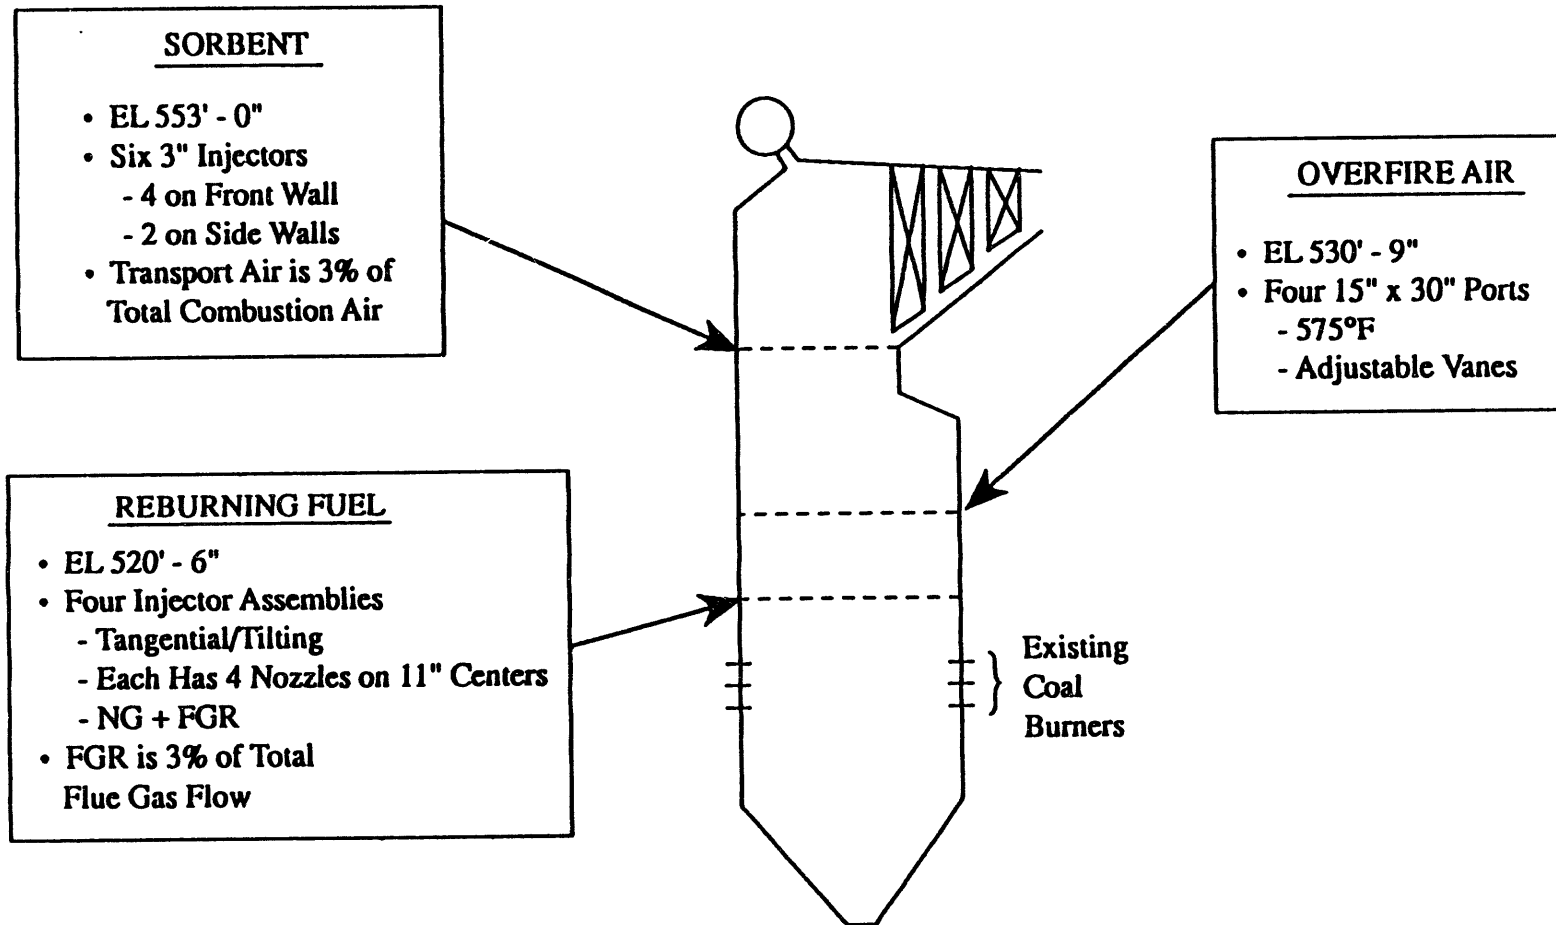 SORBENT
• EL 553' - 0"
• Six 3" Injectors
- 4 on Front Wall
- 2 on Side Walls
• Transport Air is 3% of
Total Combustion Air
OVERFIRE AIR
• EL 530' - 9"
• Four 15" x 30" Ports
- 575°F
- Adjustable Vanes
REBURNING FUEL
• EL 520' - 6"
• Four Injector Assemblies
- Tangential/Tilting
- Each Has 4 Nozzles on 11" Centers
- NG + FGR
• FGR is 3% of Total
Flue Gas Flow
Existing
Coal
Burners